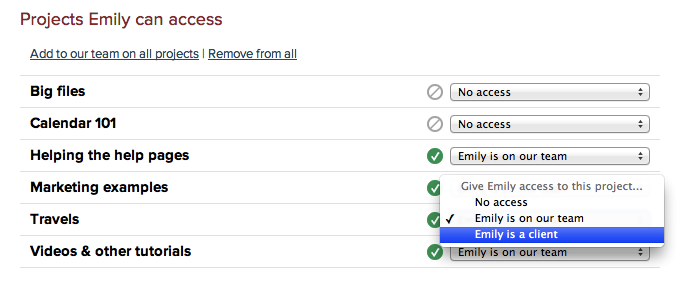 Projects Emily can access
Add to our team on all projects | Remove from all
Big files No access
Calendar 101 No access
Helping the help pages Emily is on our team
Marketing examples Give Emily access to this project...
No access
Travels Emily is on our team
Emily is a client
Videos & other tutorials Emily is on our team